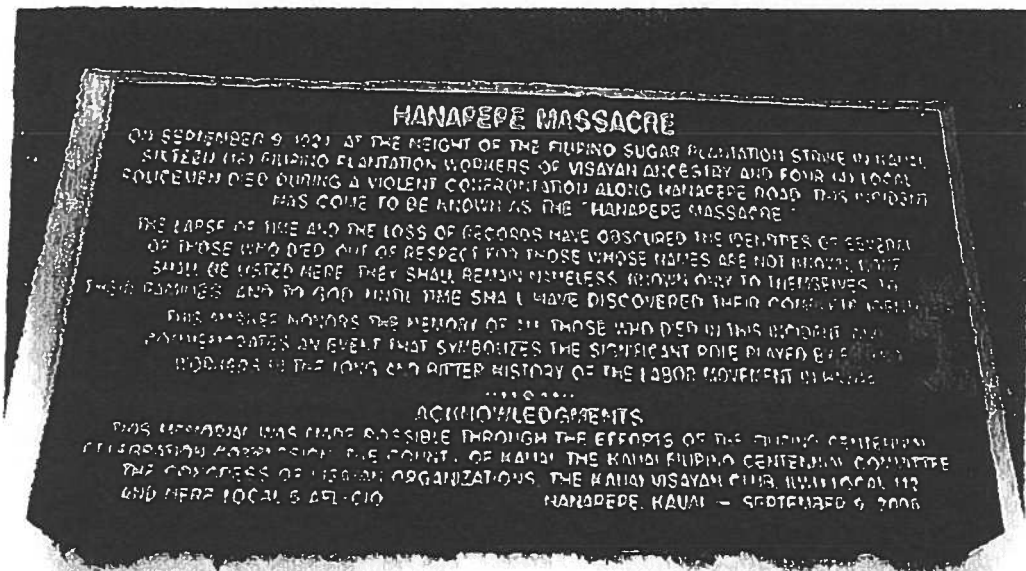 HANAPEPE MASSACRE
ON SEPTEMBER 9, 1924, AT THE HEIGHT OF THE FILIPINO SUGAR PLANTATION STRIKE IN KAUAI,
SIXTEEN (16) FILIPINO PLANTATION WORKERS OF VISAYAN ANCESTRY AND FOUR (4) LOCAL
POLICEMEN DIED DURING A VIOLENT CONFRONTATION ALONG HANAPEPE ROAD. THIS INCIDENT
HAS COME TO BE KNOWN AS THE "HANAPEPE MASSACRE."
THE LAPSE OF TIME AND THE LOSS OF RECORDS HAVE OBSCURED THE IDENTITIES OF SEVERAL
OF THOSE WHO DIED. OUT OF RESPECT FOR THOSE WHOSE NAMES ARE NOT KNOWN, NONE
SHALL BE LISTED HERE. THEY SHALL REMAIN NAMELESS, KNOWN ONLY TO THEMSELVES, TO
THEIR FAMILIES, AND TO GOD, UNTIL TIME SHALL HAVE DISCOVERED THEIR COMPLETE
THIS MARKER HONORS THE MEMORY OF ALL THOSE WHO DIED IN THIS INCIDENT AND
COMMEMORATES AN EVENT THAT SYMBOLIZES THE SIGNIFICANT ROLE PLAYED BY FILIPINO
WORKERS IN THE LONG AND BITTER HISTORY OF THE LABOR MOVEMENT IN
ACKNOWLEDGMENTS
THIS MEMORIAL WAS MADE POSSIBLE THROUGH THE EFFORTS OF THE FILIPINO CENTENNIAL
CELEBRATION COMMISSION, THE COUNTY OF KAUAI, THE KAUAI FILIPINO CENTENNIAL COMMITTEE
THE CONGRESS OF VISAYAN ORGANIZATIONS, THE KAUAI VISAYAN CLUB, ILWU LOCAL 142
AND HERE LOCAL 5 AFL-CIO HANAPEPE, KAUAI — SEPTEMBER 9, 2006